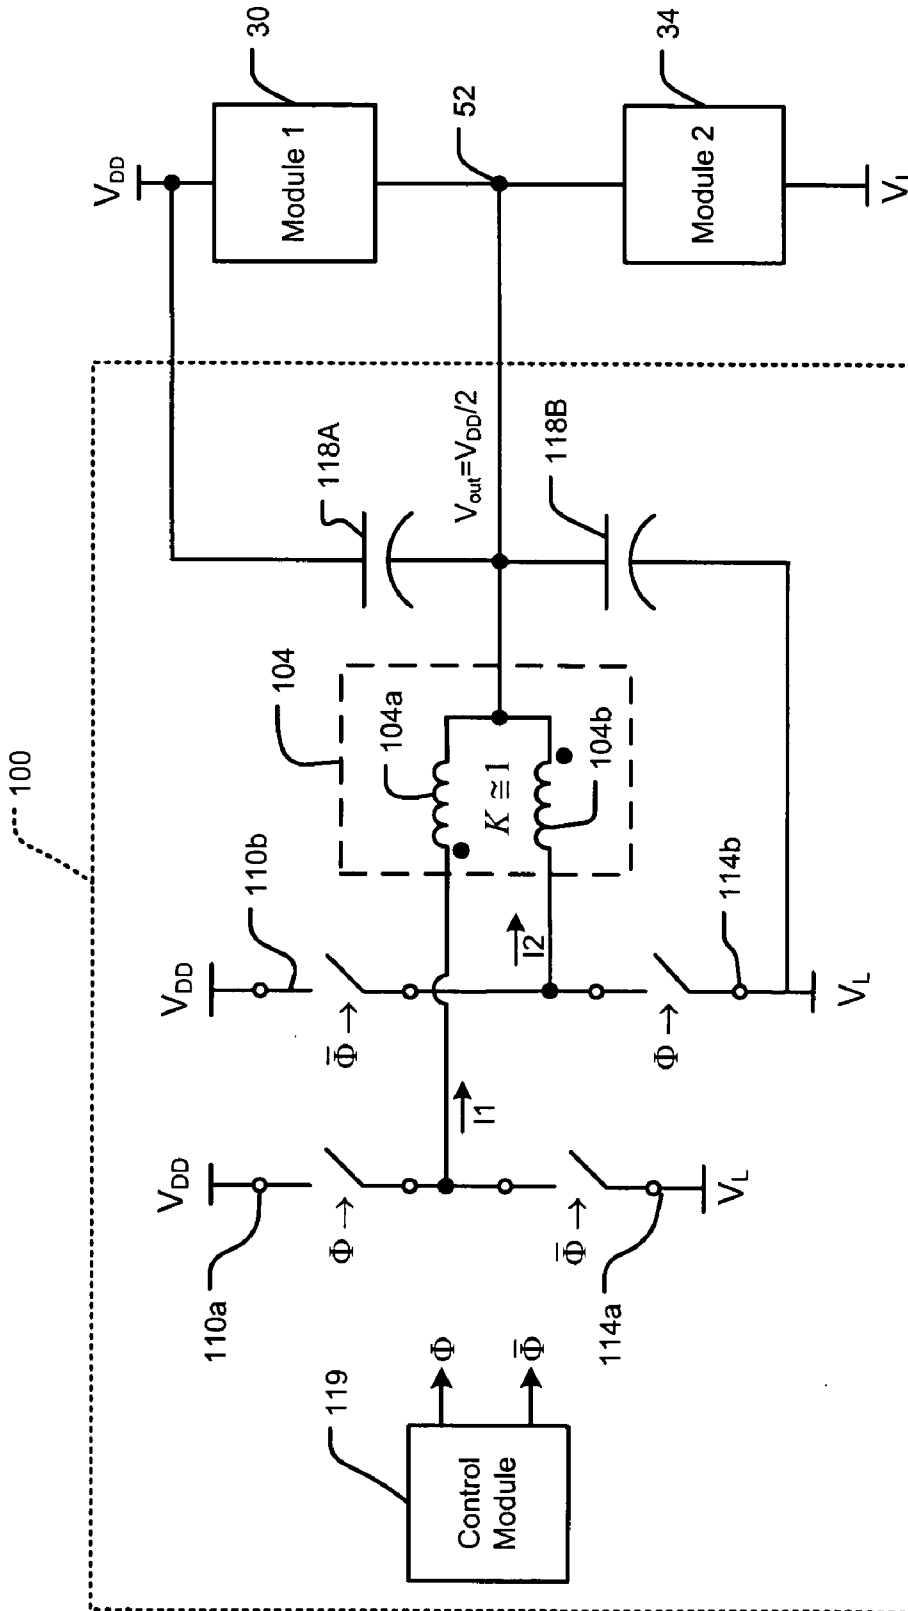 100
V_DD
30
Module 1
52
34
Module 2
V_L
118A
V_out=V_DD/2
118B
104
104a
K ≅ 1
104b
110b
V_DD
Φ̅ →
I2
Φ →
114b
V_L
V_DD
110a
Φ →
I1
Φ̅ →
114a
V_L
119
Control
Module
Φ
Φ̅